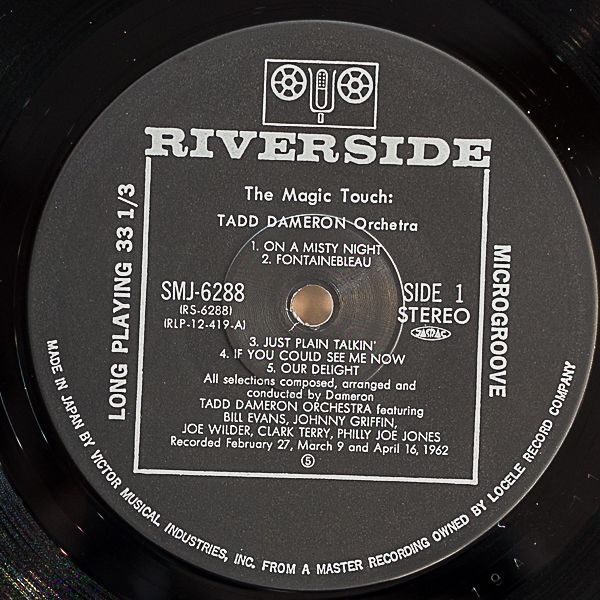 RIVERSIDE
The Magic Touch:
TADD DAMERON Orchetra
1. ON A MISTY NIGHT
2. FONTAINEBLEAU
SMJ-6288
(RS-6288)
(RLP-12-419-A)
SIDE 1
STEREO
3. JUST PLAIN TALKIN'
4. IF YOU COULD SEE ME NOW
5. OUR DELIGHT
All selections composed, arranged and
conducted by Dameron
TADD DAMERON ORCHESTRA featuring
BILL EVANS, JOHNNY GRIFFIN,
JOE WILDER, CLARK TERRY, PHILLY JOE JONES
Recorded February 27, March 9 and April 16, 1962
5
LONG PLAYING 33 1/3
MICROGROOVE
MADE IN JAPAN BY VICTOR MUSICAL INDUSTRIES, INC. FROM A MASTER RECORDING OWNED BY LOCELE RECORD COMPANY